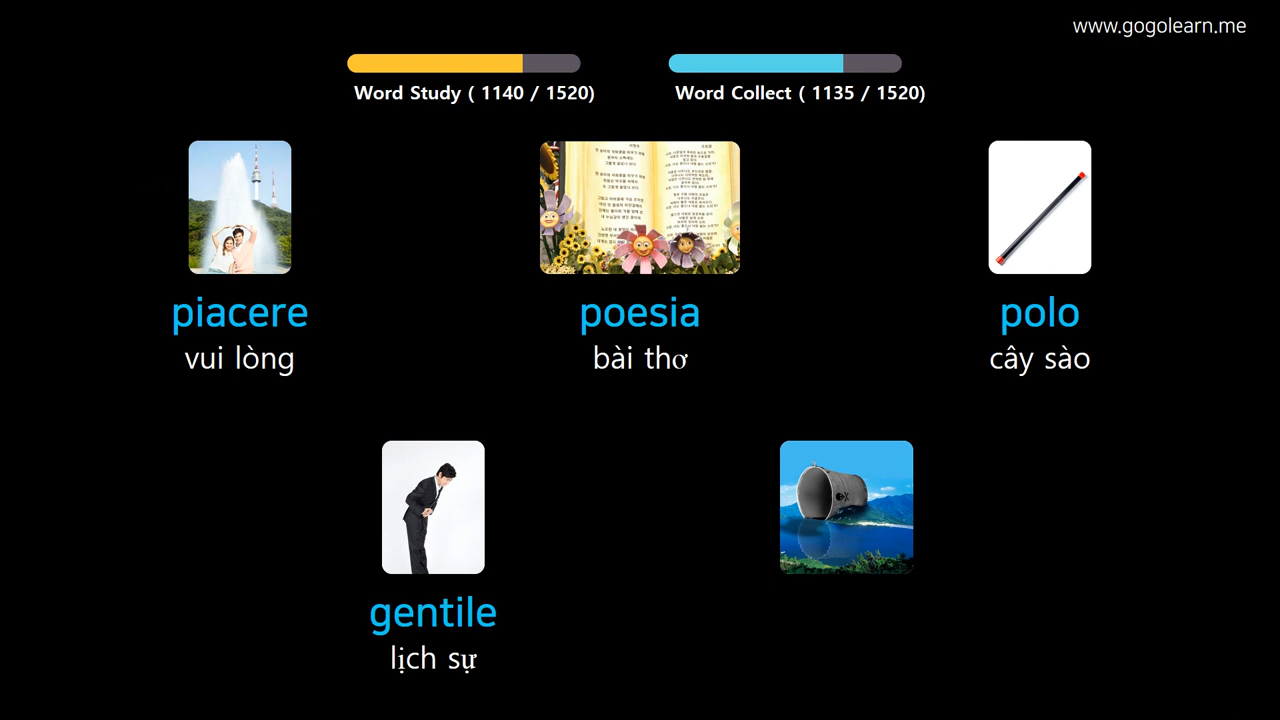 www.gogolearn.me
Word Study ( 1140 / 1520)
Word Collect ( 1135 / 1520)
piacere
vui lòng
poesia
bài thơ
polo
cây sào
gentile
lịch sự